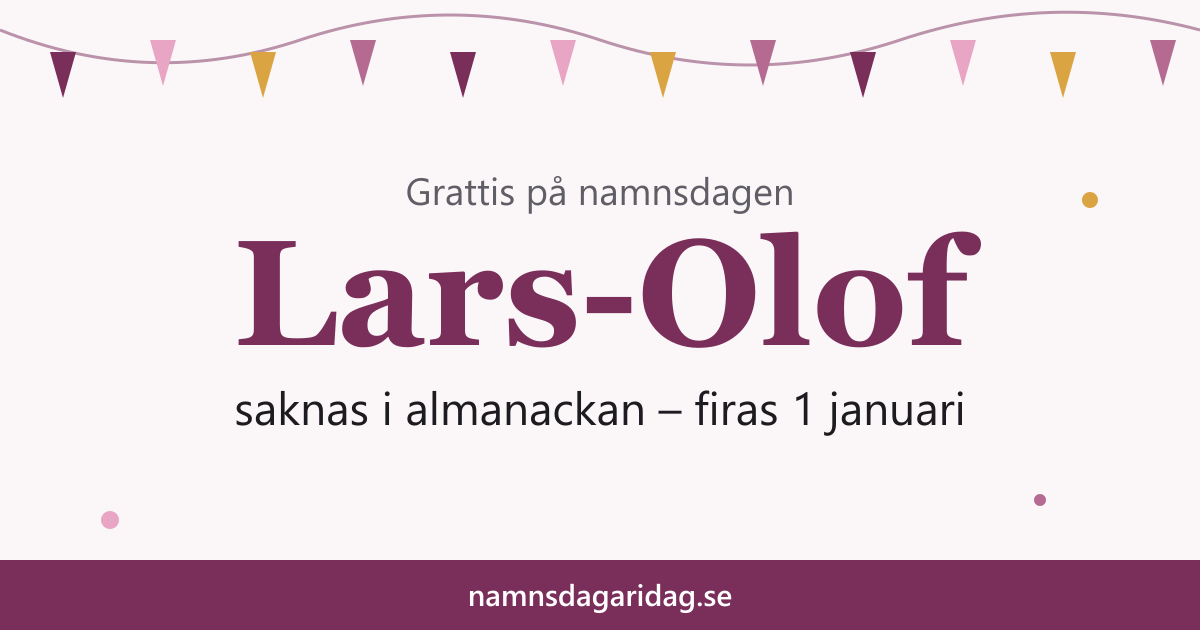 Grattis på namnsdagen
Lars-Olof
saknas i almanackan – firas 1 januari
namnsdagaridag.se